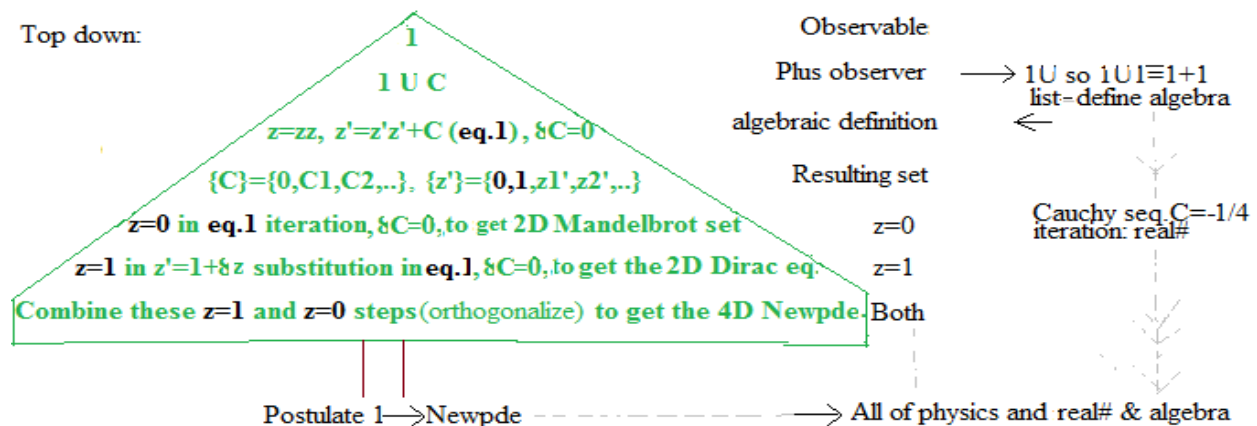 Top down:
1
Observable
1 U C
Plus observer
1U so 1U1≡1+1
list-define algebra
z=zz, z'=z'z'+C (eq.1), 8C=0
algebraic definition
{C}={0,C1,C2,..}, {z'}={0,1,z1',z2',..}
Resulting set
z=0 in eq.1 iteration, 8C=0, to get 2D Mandelbrot set
z=0
Cauchy seq. C=-1/4
iteration: real#
z=1 in z'=1+8z substitution in eq.1, 8C=0, to get the 2D Dirac eq.
z=1
Combine these z=1 and z=0 steps(orthogonalize) to get the 4D Newpde.
Both
Postulate 1→Newpde
All of physics and real# & algebra